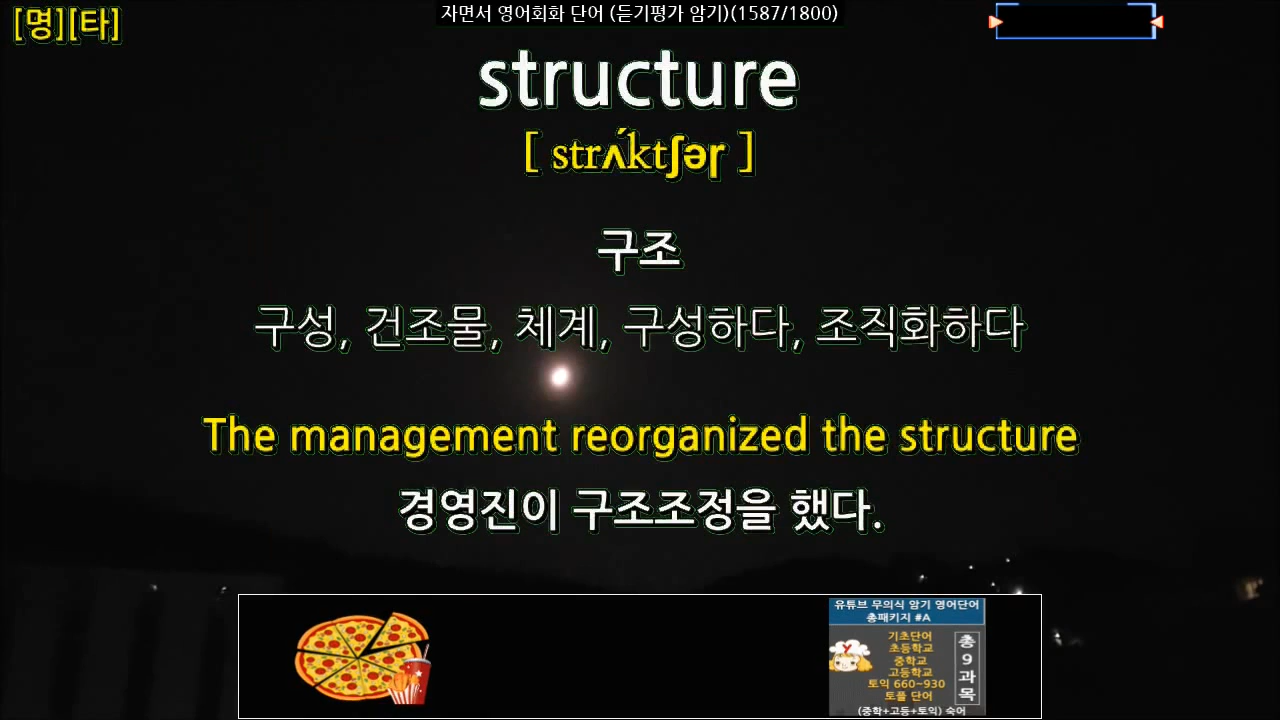 [명][타]
자면서 영어회화 단어 (듣기평가 암기)(1587/1800)
structure
[ strʌ́ktʃəɼ ]
구조
구성, 건조물, 체계, 구성하다, 조직화하다
The management reorganized the structure
경영진이 구조조정을 했다.
유튜브 무의식 암기 영어단어
총패키지 #A
기초단어
초등학교
중학교
고등학교
토익 660~930
토플 단어
총
9
과
목
(중학+고등+토익) 숙어